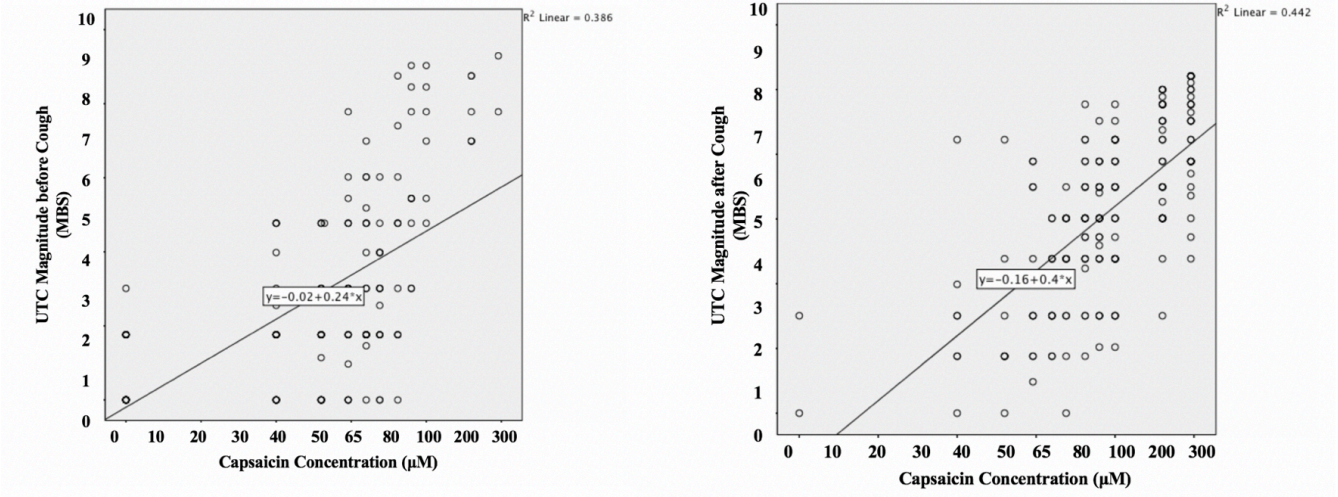 R² Linear = 0.386
10
9
8
7
6
5
4
3
2
1
0
UTC Magnitude before Cough
(MBS)
y=-0.02+0.24*x
0 10 20 30 40 50 65 80 100 200 300
Capsaicin Concentration (μM)
R² Linear = 0.442
10
9
8
7
6
5
4
3
2
1
0
UTC Magnitude after Cough
(MBS)
y=-0.16+0.4*x
0 10 20 30 40 50 65 80 100 200 300
Capsaicin Concentration (μM)